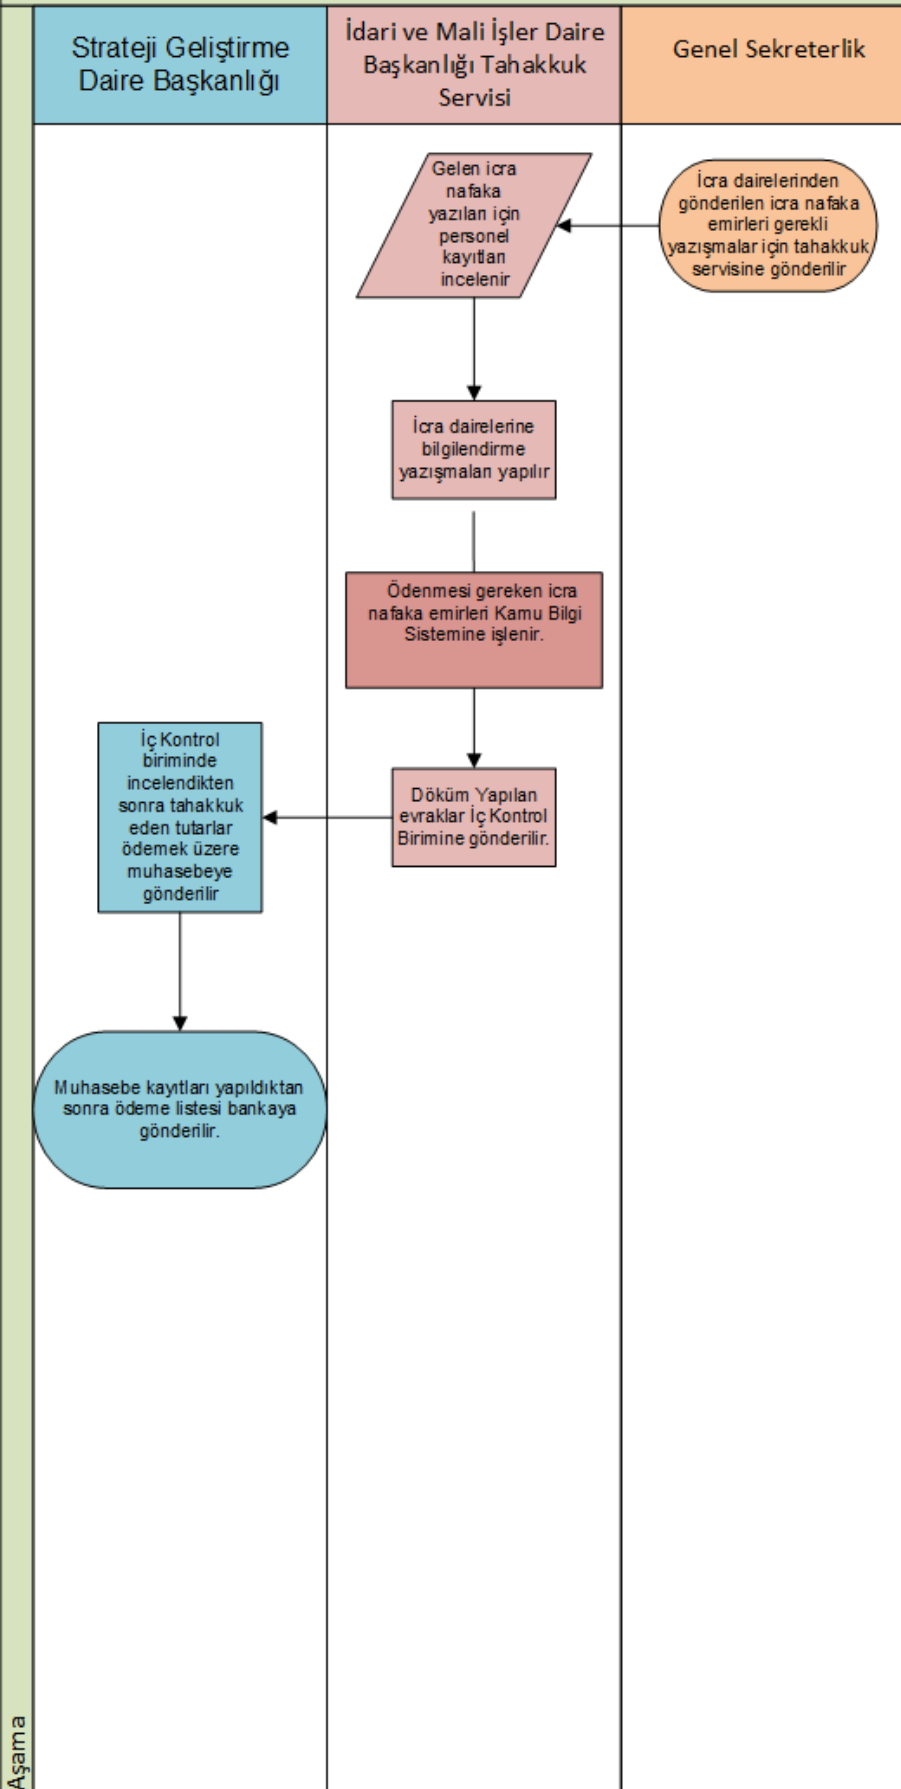 Strateji Geliştirme
Daire Başkanlığı
İdari ve Mali İşler Daire
Başkanlığı Tahakkuk
Servisi
Genel Sekreterlik
İcra dairelerinden
gönderilen icra nafaka
emirleri gerekli
yazışmalar için tahakkuk
servisine gönderilir
Gelen icra
nafaka
yazıları için
personel
kayıtları
incelenir
İcra dairelerine
bilgilendirme
yazışmaları yapılır
Ödenmesi gereken icra
nafaka emirleri Kamu Bilgi
Sistemine işlenir.
Döküm Yapılan
evraklar İç Kontrol
Birimine gönderilir.
İç Kontrol
biriminde
incelendikten
sonra tahakkuk
eden tutarlar
ödemek üzere
muhasebeye
gönderilir
Muhasebe kayıtları yapıldıktan
sonra ödeme listesi bankaya
gönderilir.
Aşama